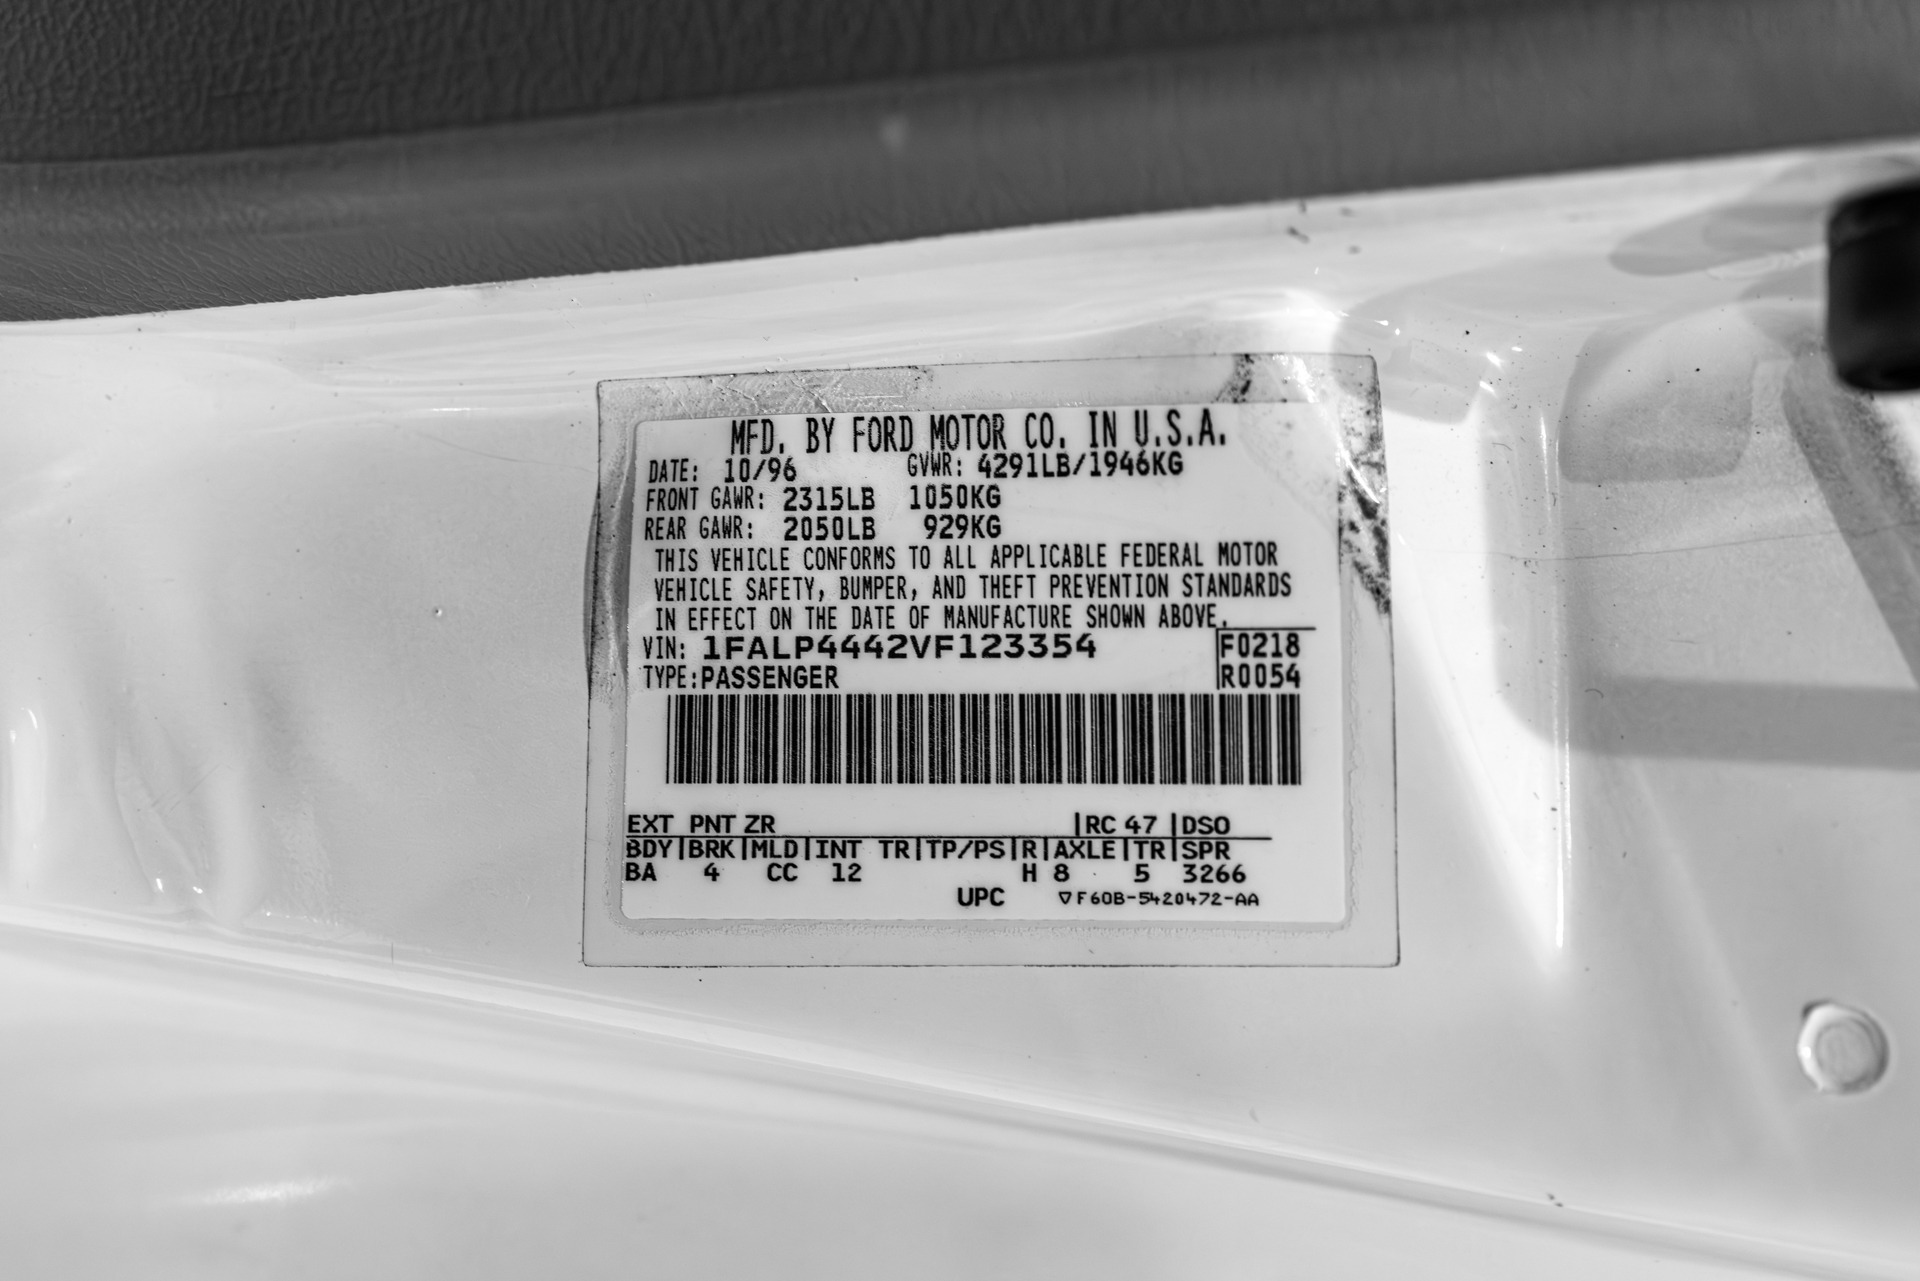 MFD. BY FORD MOTOR CO. IN U.S.A.
DATE: 10/96 GVWR: 4291LB/1946KG
FRONT GAWR: 2315LB 1050KG
REAR GAWR: 2050LB 929KG
THIS VEHICLE CONFORMS TO ALL APPLICABLE FEDERAL MOTOR
VEHICLE SAFETY, BUMPER, AND THEFT PREVENTION STANDARDS
IN EFFECT ON THE DATE OF MANUFACTURE SHOWN ABOVE.
VIN: 1FALP4442VF123354 F0218
TYPE:PASSENGER R0054
EXT PNT ZR |RC 47 |DSO
BDY|BRK|MLD|INT TR|TP/PS|R|AXLE|TR|SPR
BA 4 CC 12 H 8 5 3266
UPC ▽F60B-5420472-AA